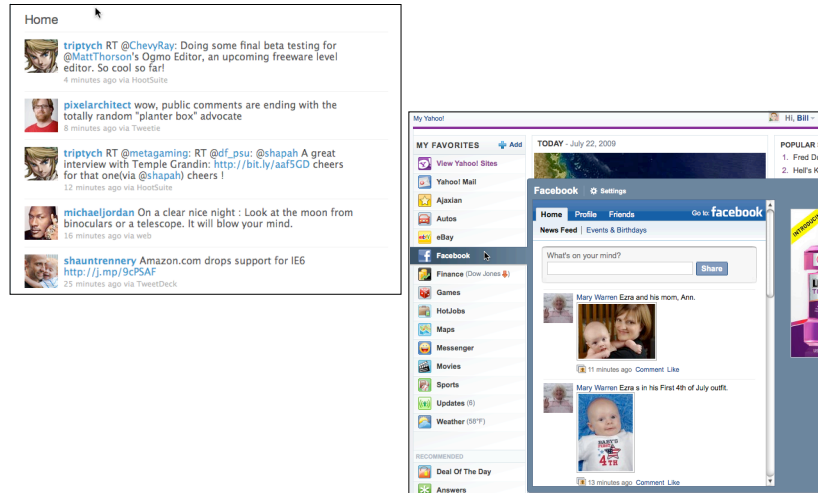 Home
triptych RT @ChevyRay: Doing some final beta testing for
@MattThorson's Ogmo Editor, an upcoming freeware level
editor. So cool so far!
4 minutes ago via HootSuite
pixelarchitect wow, public comments are ending with the
totally random "planter box" advocate
8 minutes ago via Tweetie
triptych RT @metagaming: RT @df_psu: @shapah A great
interview with Temple Grandin: http://bit.ly/aaf5GD cheers
for that one(via @shapah) cheers !
12 minutes ago via HootSuite
michaeljordan On a clear nice night : Look at the moon from
binoculars or a telescope. It will blow your mind.
16 minutes ago via web
shauntrennery Amazon.com drops support for IE6
http://j.mp/9cPSAF
25 minutes ago via TweetDeck
My Yahoo!
Hi, Bill
MY FAVORITES
Add
View Yahoo! Sites
Yahoo! Mail
Ajaxian
Autos
eBay
Facebook
Finance (Dow Jones)
Games
HotJobs
Maps
Messenger
Movies
Sports
Updates (6)
Weather (58°F)
RECOMMENDED
Deal Of The Day
Answers
TODAY - July 22, 2009
POPULAR
1. Fred
2. Hell's
Facebook
Settings
Home Profile Friends
Go to: facebook
News Feed | Events & Birthdays
What's on your mind?
Share
Mary Warren Ezra and his mom, Ann.
11 minutes ago Comment Like
Mary Warren Ezra s in his First 4th of July outfit.
BABY'S
4TH
13 minutes ago Comment Like